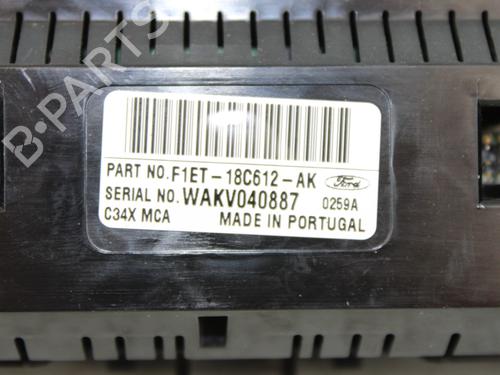 B-PARTS
PART NO. F1ET-18C612-AK Ford
SERIAL NO. WAKV040887 0259A
C34X MCA MADE IN PORTUGAL